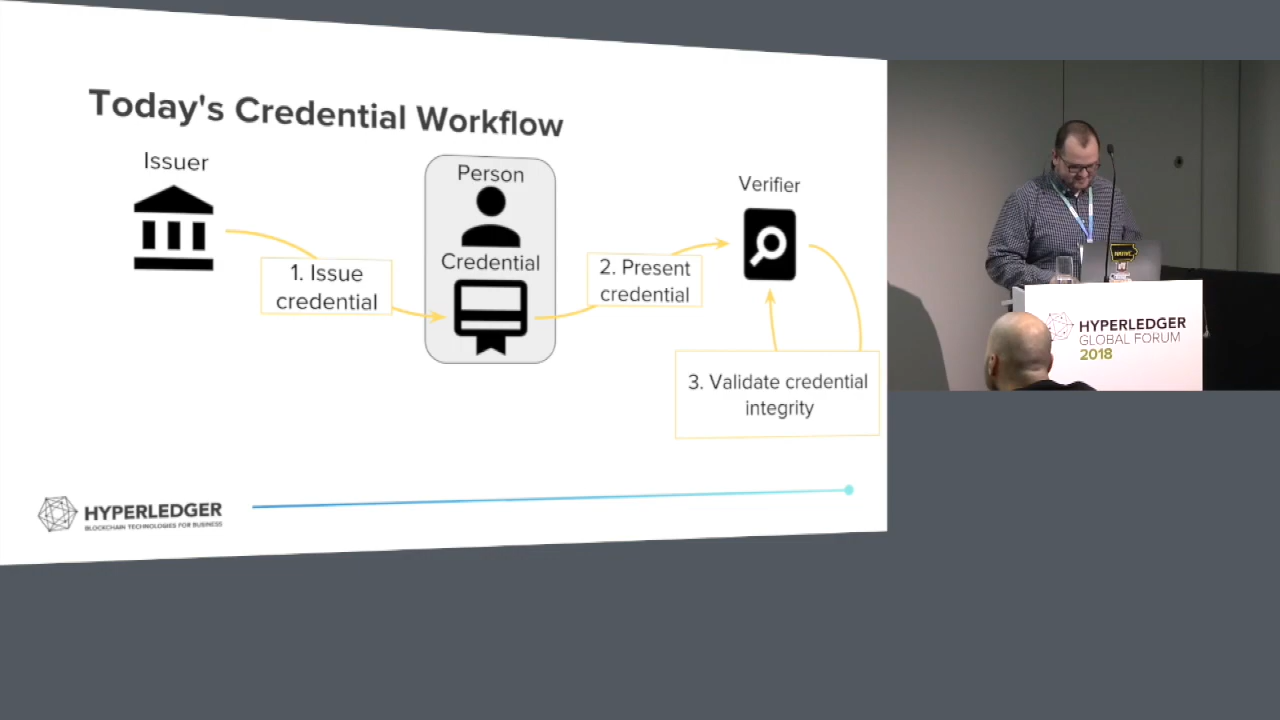 Today's Credential Workflow
Issuer
Person
Credential
Verifier
1. Issue
credential
2. Present
credential
3. Validate credential
integrity
HYPERLEDGER
BLOCKCHAIN TECHNOLOGIES FOR BUSINESS
NATIVE
HYPERLEDGER
GLOBAL FORUM
2018